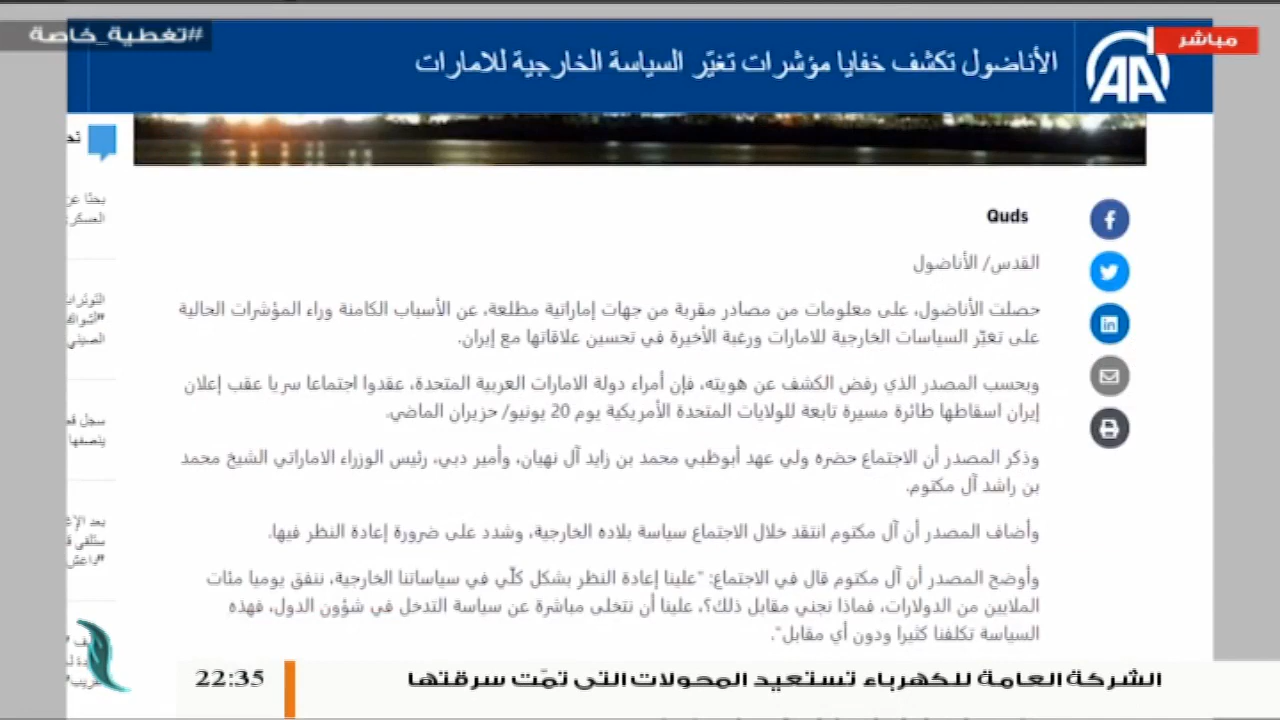 #تغطية_خاصة
مباشر
AA
الأناضول تكشف خفايا مؤشرات تغيّر السياسة الخارجية للامارات
Quds
القدس/ الأناضول
حصلت الأناضول، على معلومات من مصادر مقربة من جهات إماراتية مطلعة، عن الأسباب الكامنة وراء المؤشرات الحالية
على تغيّر السياسات الخارجية للامارات ورغبة الأخيرة في تحسين علاقاتها مع إيران.
وبحسب المصدر الذي رفض الكشف عن هويته، فإن أمراء دولة الامارات العربية المتحدة، عقدوا اجتماعا سريا عقب إعلان
إيران اسقاطها طائرة مسيرة تابعة للولايات المتحدة الأمريكية يوم 20 يونيو/ حزيران الماضي.
وذكر المصدر أن الاجتماع حضره ولي عهد أبوظبي محمد بن زايد آل نهيان، وأمير دبي، رئيس الوزراء الاماراتي الشيخ محمد
بن راشد آل مكتوم.
وأضاف المصدر أن آل مكتوم انتقد خلال الاجتماع سياسة بلاده الخارجية، وشدد على ضرورة إعادة النظر فيها.
وأوضح المصدر أن آل مكتوم قال في الاجتماع: "علينا إعادة النظر بشكل كلّي في سياساتنا الخارجية، ننفق يوميا مئات
الملايين من الدولارات، فماذا نجني مقابل ذلك؟، علينا أن نتخلى مباشرة عن سياسة التدخل في شؤون الدول، فهذه
السياسة تكلفنا كثيرا ودون أي مقابل".
بحثًا عن
سجل
بعد
22:35
الشركة العامة للكهرباء تستعيد المحولات التى تمّت سرقتها